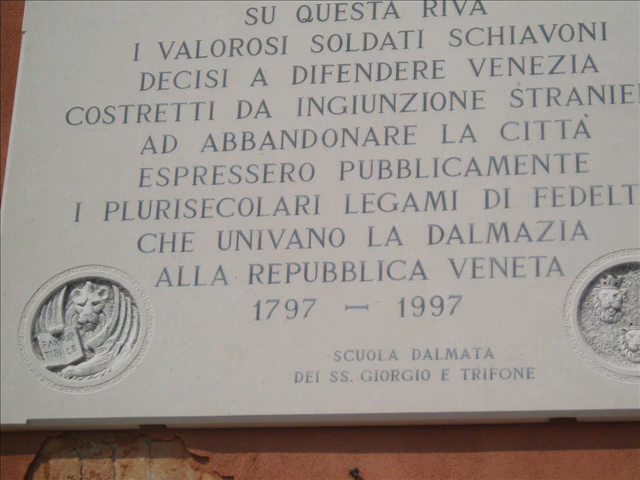 SU QUESTA RIVA
I VALOROSI SOLDATI SCHIAVONI
DECISI A DIFENDERE VENEZIA
COSTRETTI DA INGIUNZIONE STRANIE
AD ABBANDONARE LA CITTÀ
ESPRESSERO PUBBLICAMENTE
I PLURISECOLARI LEGAMI DI FEDELT
CHE UNIVANO LA DALMAZIA
ALLA REPUBBLICA VENETA
1797 — 1997
SCUOLA DALMATA
DEI SS. GIORGIO E TRIFONE